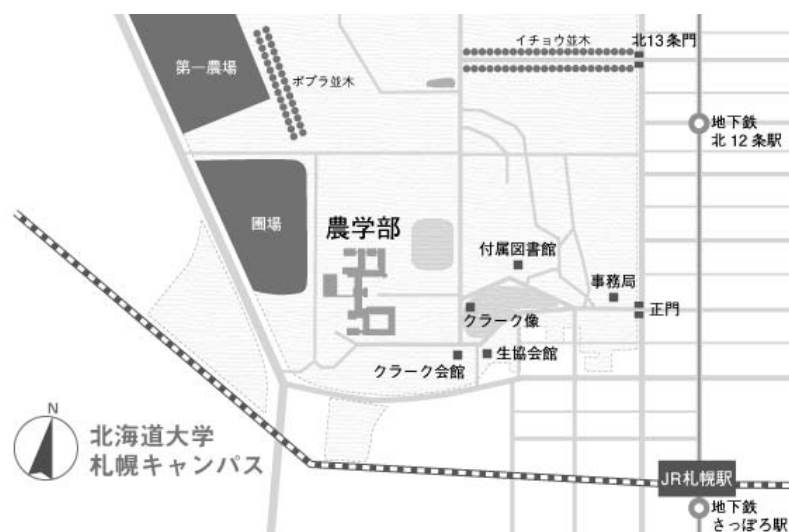 イチョウ並木
北13条門
第一農場
ポプラ並木
地下鉄
北12条駅
圃場
農学部
付属図書館
事務局
クラーク像
正門
生協会館
クラーク会館
N
北海道大学
札幌キャンパス
JR札幌駅
地下鉄
さっぽろ駅